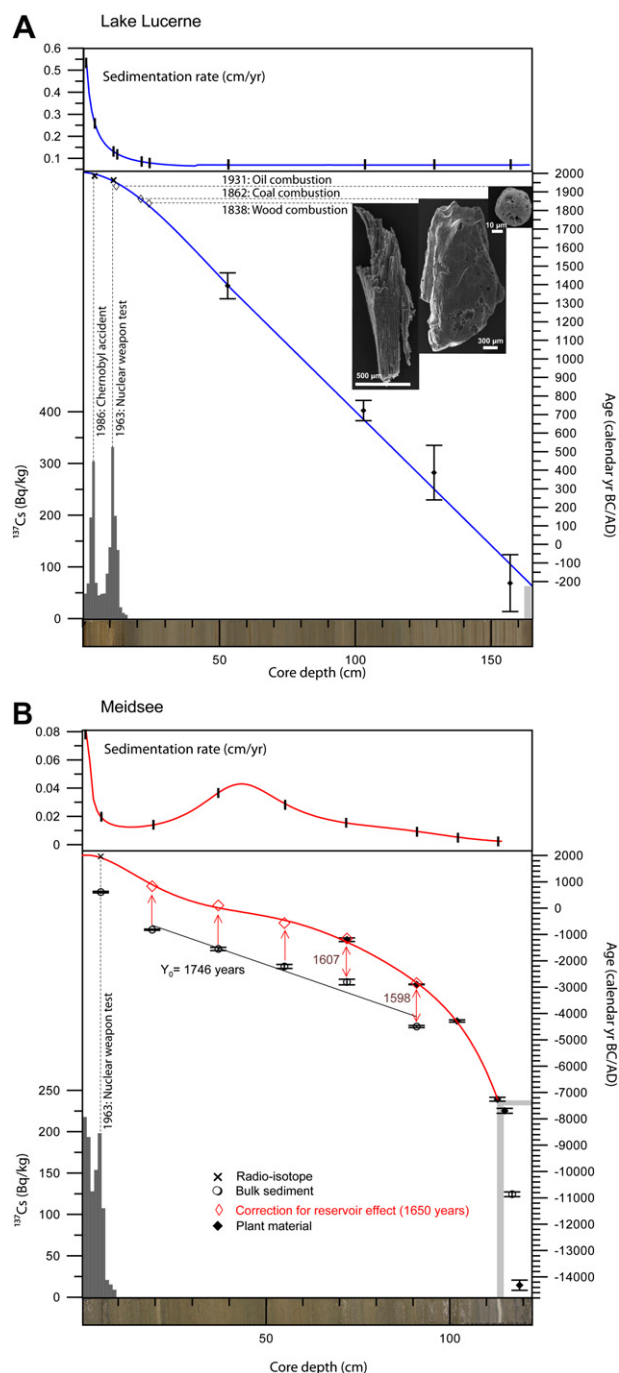 A
Lake Lucerne
0.6
0.5
0.4
0.3
0.2
0.1
Sedimentation rate (cm/yr)
1931: Oil combustion
1862: Coal combustion
1838: Wood combustion
10 µm
500 µm
300 µm
1986: Chernobyl accident
1963: Nuclear weapon test
2000
1900
1800
1700
1600
1500
1400
1300
1200
1100
1000
900
800
700
600
500
400
300
200
100
0
-100
-200
Age (calendar yr BC/AD)
400
300
200
100
0
¹³⁷Cs (Bq/kg)
50
100
150
Core depth (cm)
B
Meidsee
0.08
0.06
0.04
0.02
0
Sedimentation rate (cm/yr)
Y₀= 1746 years
1607
1598
1963: Nuclear weapon test
2000
1000
0
-1000
-2000
-3000
-4000
-5000
-6000
-7000
-8000
-9000
-10000
-11000
-12000
-13000
-14000
Age (calendar yr BC/AD)
250
200
150
100
50
0
¹³⁷Cs (Bq/kg)
Radio-isotope
Bulk sediment
Correction for reservoir effect (1650 years)
Plant material
50
100
Core depth (cm)